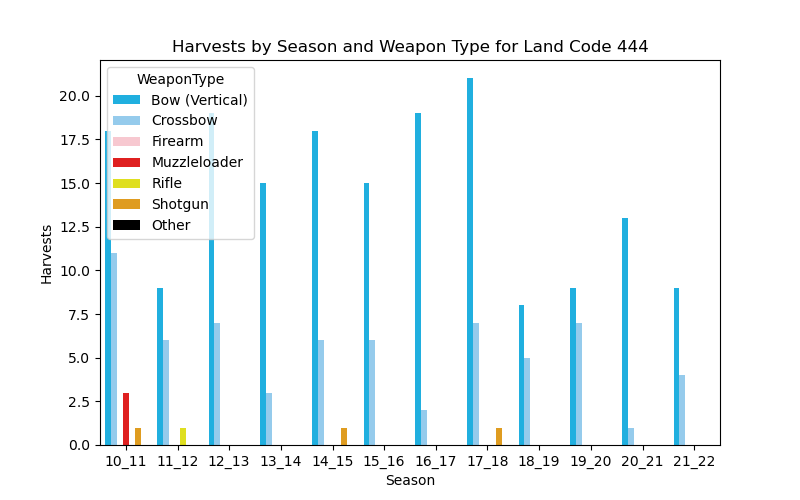 Harvests by Season and Weapon Type for Land Code 444
WeaponType
Bow (Vertical)
Crossbow
Firearm
Muzzleloader
Rifle
Shotgun
Other
Harvests
20.0
17.5
15.0
12.5
10.0
7.5
5.0
2.5
0.0
10_11 11_12 12_13 13_14 14_15 15_16 16_17 17_18 18_19 19_20 20_21 21_22
Season